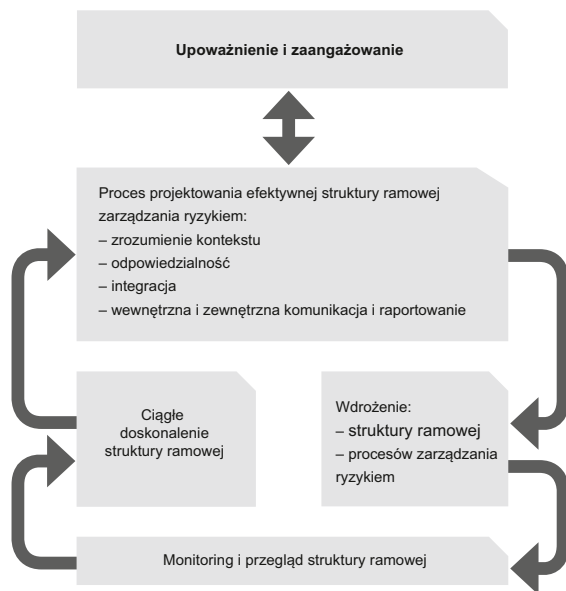 Upoważnienie i zaangażowanie
Proces projektowania efektywnej struktury ramowej
zarządzania ryzykiem:
– zrozumienie kontekstu
– odpowiedzialność
– integracja
– wewnętrzna i zewnętrzna komunikacja i raportowanie
Ciągłe
doskonalenie
struktury ramowej
Wdrożenie:
– struktury ramowej
– procesów zarządzania
ryzykiem
Monitoring i przegląd struktury ramowej